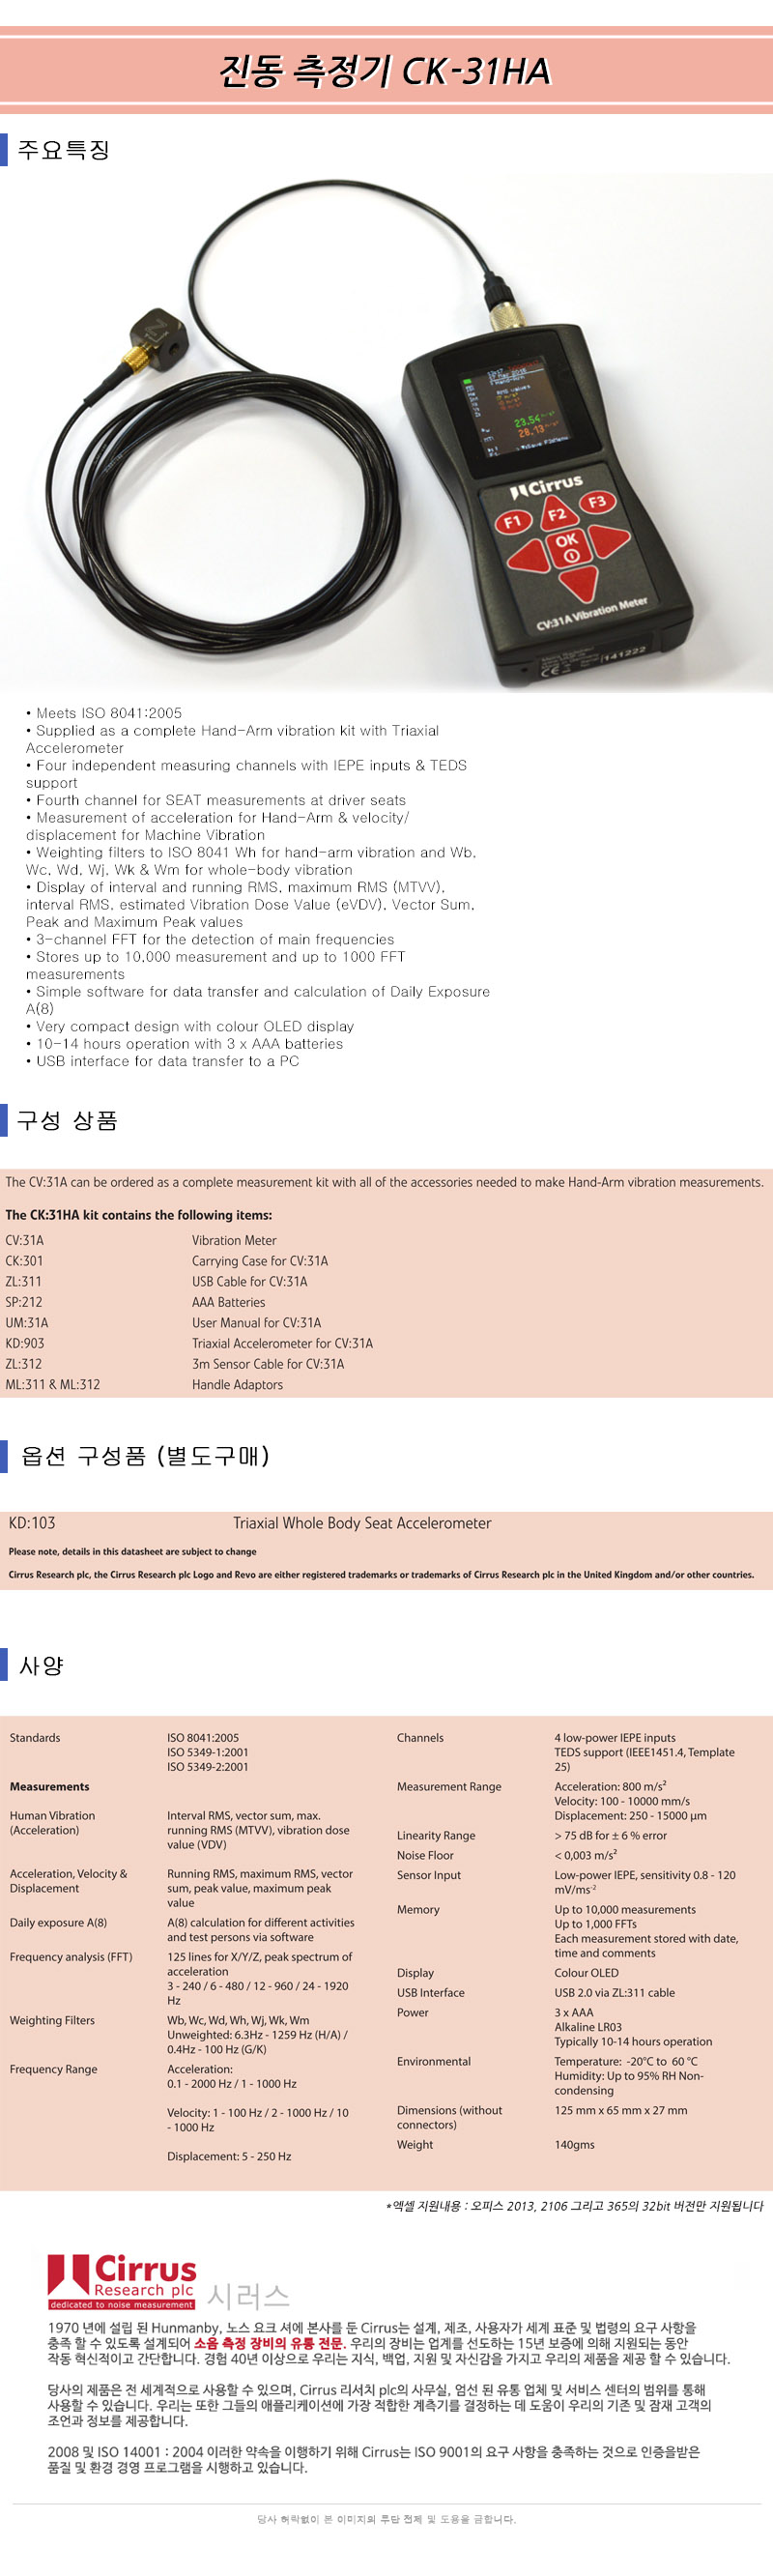 진동 측정기 CK-31HA
주요특징
Z
23.54
28.13
Cirrus
F1
F2
F3
OK
CV:31A Vibration Meter
141222
• Meets ISO 8041:2005
• Supplied as a complete Hand-Arm vibration kit with Triaxial
Accelerometer
• Four independent measuring channels with IEPE inputs & TEDS
support
• Fourth channel for SEAT measurements at driver seats
• Measurement of acceleration for Hand-Arm & velocity/
displacement for Machine Vibration
• Weighting filters to ISO 8041 Wh for hand-arm vibration and Wb,
Wc, Wd, Wj, Wk & Wm for whole-body vibration
• Display of interval and running RMS, maximum RMS (MTVV),
interval RMS, estimated Vibration Dose Value (eVDV), Vector Sum,
Peak and Maximum Peak values
• 3-channel FFT for the detection of main frequencies
• Stores up to 10,000 measurement and up to 1000 FFT
measurements
• Simple software for data transfer and calculation of Daily Exposure
A(8)
• Very compact design with colour OLED display
• 10-14 hours operation with 3 x AAA batteries
• USB interface for data transfer to a PC
구성 상품
The CV:31A can be ordered as a complete measurement kit with all of the accessories needed to make Hand-Arm vibration measurements.
The CK:31HA kit contains the following items:
CV:31A Vibration Meter
CK:301 Carrying Case for CV:31A
ZL:311 USB Cable for CV:31A
SP:212 AAA Batteries
UM:31A User Manual for CV:31A
KD:903 Triaxial Accelerometer for CV:31A
ZL:312 3m Sensor Cable for CV:31A
ML:311 & ML:312 Handle Adaptors
옵션 구성품 (별도구매)
KD:103 Triaxial Whole Body Seat Accelerometer
Please note, details in this datasheet are subject to change
Cirrus Research plc, the Cirrus Research plc Logo and Revo are either registered trademarks or trademarks of Cirrus Research plc in the United Kingdom and/or other countries.
사양
Standards ISO 8041:2005
ISO 5349-1:2001
ISO 5349-2:2001
Measurements
Human Vibration Interval RMS, vector sum, max.
(Acceleration) running RMS (MTVV), vibration dose
value (VDV)
Acceleration, Velocity & Running RMS, maximum RMS, vector
Displacement sum, peak value, maximum peak
value
Daily exposure A(8) A(8) calculation for different activities
and test persons via software
Frequency analysis (FFT) 125 lines for X/Y/Z, peak spectrum of
acceleration
3 - 240 / 6 - 480 / 12 - 960 / 24 - 1920
Hz
Weighting Filters Wb, Wc, Wd, Wh, Wj, Wk, Wm
Unweighted: 6.3Hz - 1259 Hz (H/A) /
0.4Hz - 100 Hz (G/K)
Frequency Range Acceleration:
0.1 - 2000 Hz / 1 - 1000 Hz
Velocity: 1 - 100 Hz / 2 - 1000 Hz / 10
- 1000 Hz
Displacement: 5 - 250 Hz
Channels 4 low-power IEPE inputs
TEDS support (IEEE1451.4, Template
25)
Measurement Range Acceleration: 800 m/s²
Velocity: 100 - 10000 mm/s
Displacement: 250 - 15000 µm
Linearity Range > 75 dB for ± 6 % error
Noise Floor < 0,003 m/s²
Sensor Input Low-power IEPE, sensitivity 0.8 - 120
mV/ms⁻²
Memory Up to 10,000 measurements
Up to 1,000 FFTs
Each measurement stored with date,
time and comments
Display Colour OLED
USB Interface USB 2.0 via ZL:311 cable
Power 3 x AAA
Alkaline LR03
Typically 10-14 hours operation
Environmental Temperature: -20°C to 60 °C
Humidity: Up to 95% RH Non-
condensing
Dimensions (without 125 mm x 65 mm x 27 mm
connectors)
Weight 140gms
*엑셀 지원내용 : 오피스 2013, 2106 그리고 365의 32bit 버전만 지원됩니다
Cirrus
Research plc
dedicated to noise measurement
시러스
1970 년에 설립 된 Hunmanby, 노스 요크 셔에 본사를 둔 Cirrus는 설계, 제조, 사용자가 세계 표준 및 법령의 요구 사항을
충족 할 수 있도록 설계되어 소음 측정 장비의 유통 전문. 우리의 장비는 업계를 선도하는 15년 보증에 의해 지원되는 동안
작동 혁신적이고 간단합니다. 경험 40년 이상으로 우리는 지식, 백업, 지원 및 자신감을 가지고 우리의 제품을 제공 할 수 있습니다.
당사의 제품은 전 세계적으로 사용할 수 있으며, Cirrus 리서치 plc의 사무실, 엄선 된 유통 업체 및 서비스 센터의 범위를 통해
사용할 수 있습니다. 우리는 또한 그들의 애플리케이션에 가장 적합한 계측기를 결정하는 데 도움이 우리의 기존 및 잠재 고객의
조언과 정보를 제공합니다.
2008 및 ISO 14001 : 2004 이러한 약속을 이행하기 위해 Cirrus는 ISO 9001의 요구 사항을 충족하는 것으로 인증을받은
품질 및 환경 경영 프로그램을 시행하고 있습니다.
당사 허락없이 본 이미지의 무단 전제 및 도용을 금합니다.